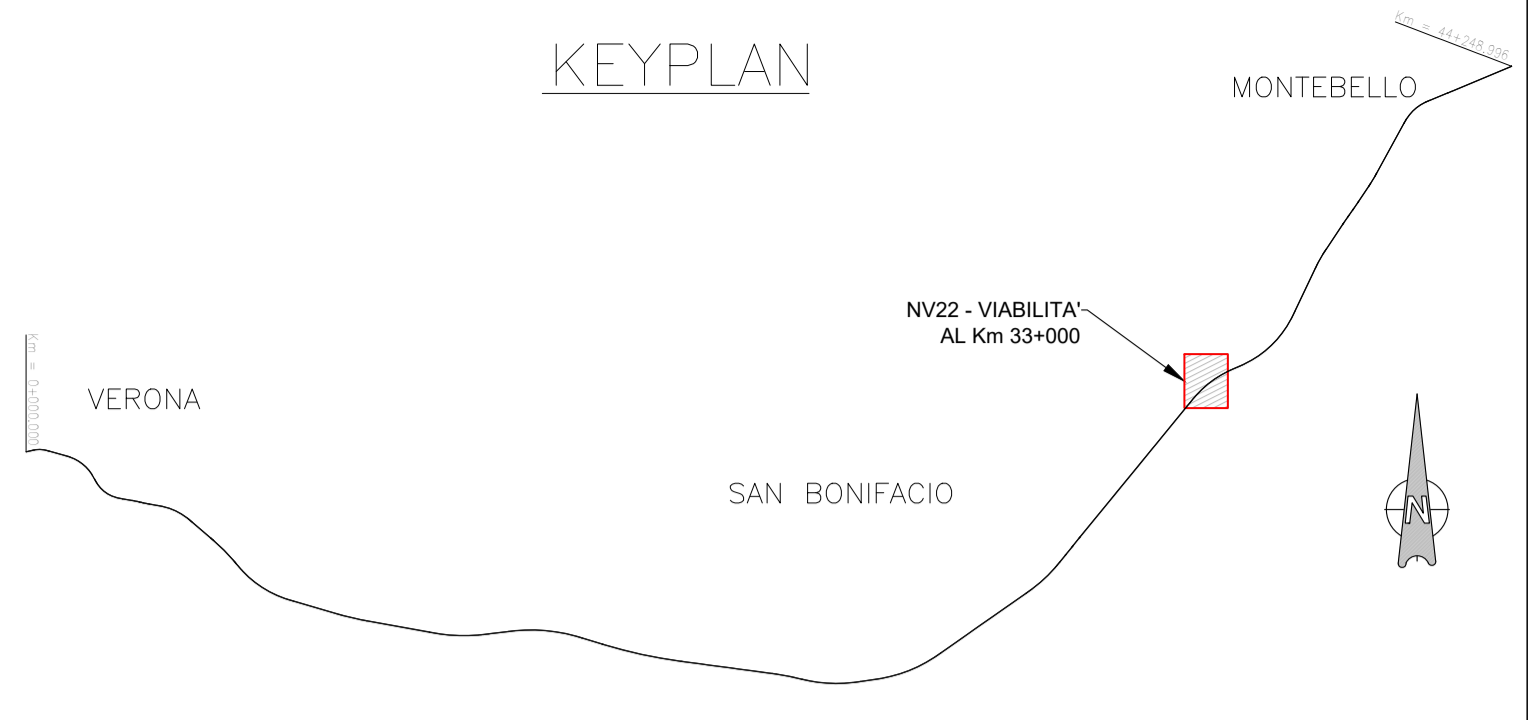 KEYPLAN
Km = 44+248.996
MONTEBELLO
NV22 - VIABILITA'
AL Km 33+000
Km = 0+000.000
VERONA
SAN BONIFACIO
N